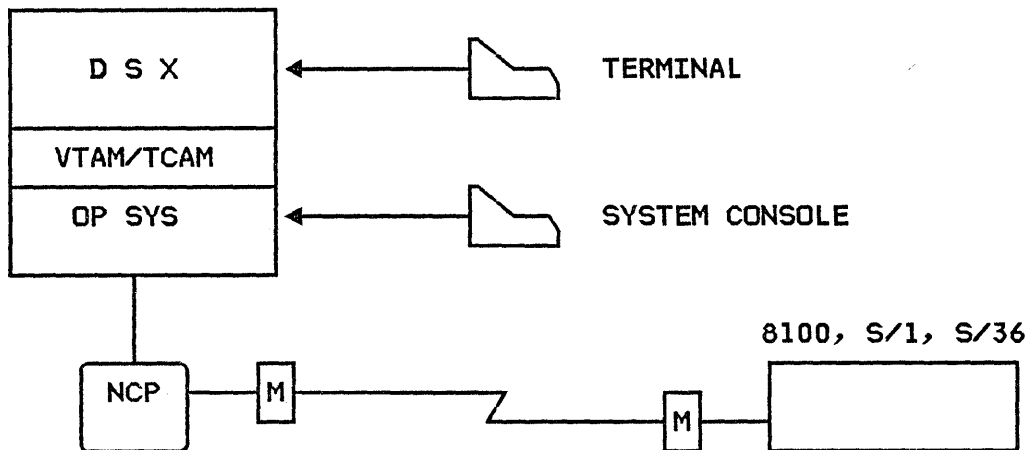 D S X
TERMINAL
VTAM/TCAM
OP SYS
SYSTEM CONSOLE
8100, S/1, S/36
NCP
M
M